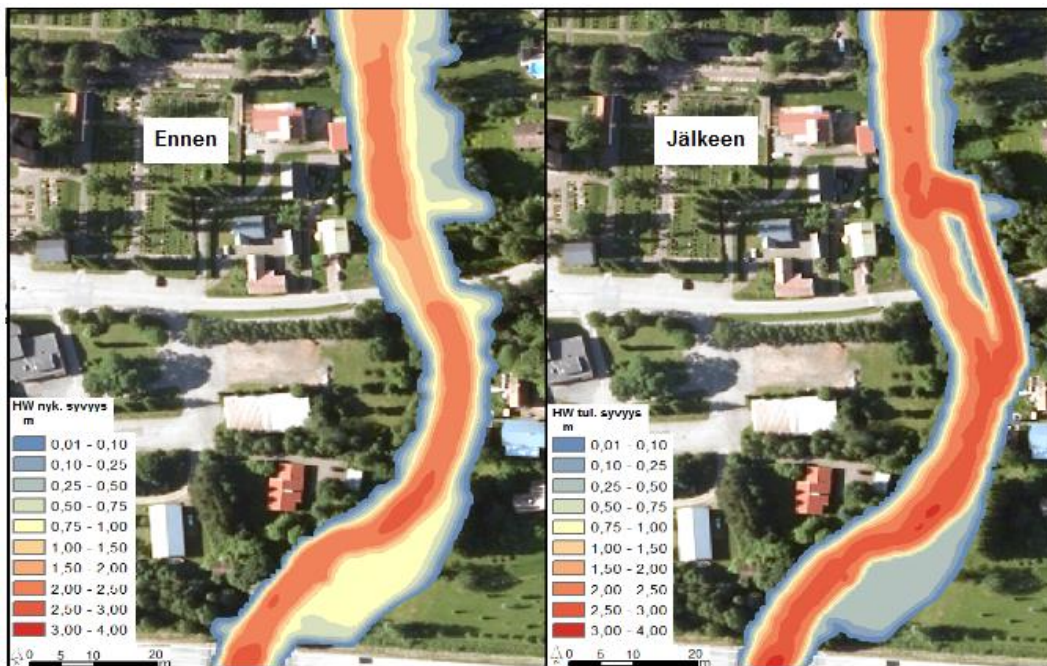 Ennen
HW nyk. syvyys
m
0,01 - 0,10
0,10 - 0,25
0,25 - 0,50
0,50 - 0,75
0,75 - 1,00
1,00 - 1,50
1,50 - 2,00
2,00 - 2,50
2,50 - 3,00
3,00 - 4,00
0 5 10 20
m
Jälkeen
HW tul. syvyys
m
0,01 - 0,10
0,10 - 0,25
0,25 - 0,50
0,50 - 0,75
0,75 - 1,00
1,00 - 1,50
1,50 - 2,00
2,00 - 2,50
2,50 - 3,00
3,00 - 4,00
0 5 10 20
m